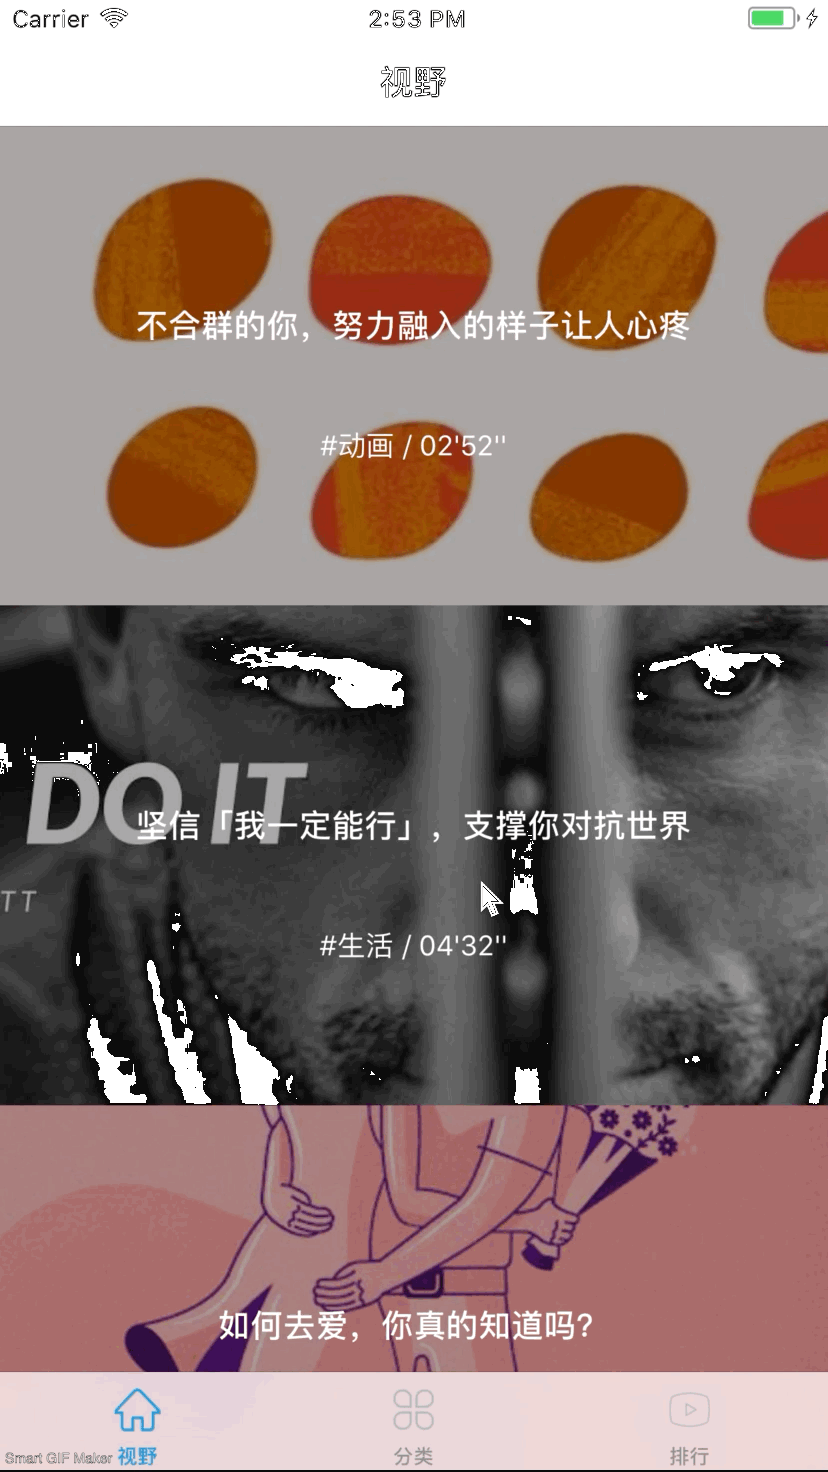 Carrier 2:53 PM
视野
不合群的你，努力融入的样子让人心疼
#动画 / 02'52''
DO IT
坚信「我一定能行」，支撑你对抗世界
TT
#生活 / 04'32''
如何去爱，你真的知道吗?
Smart GIF Maker 视野 分类 排行